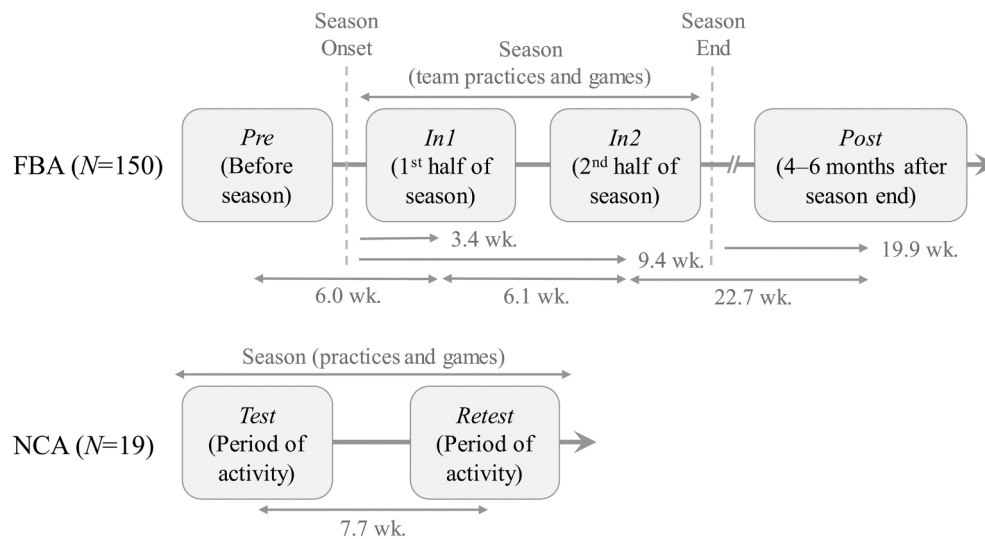 Season
Onset
Season
(team practices and games)
Season
End
FBA (N=150)
Pre
(Before
season)
In1
(1st half of
season)
In2
(2nd half of
season)
Post
(4–6 months after
season end)
3.4 wk.
9.4 wk.
19.9 wk.
6.0 wk.
6.1 wk.
22.7 wk.
Season (practices and games)
NCA (N=19)
Test
(Period of
activity)
Retest
(Period of
activity)
7.7 wk.